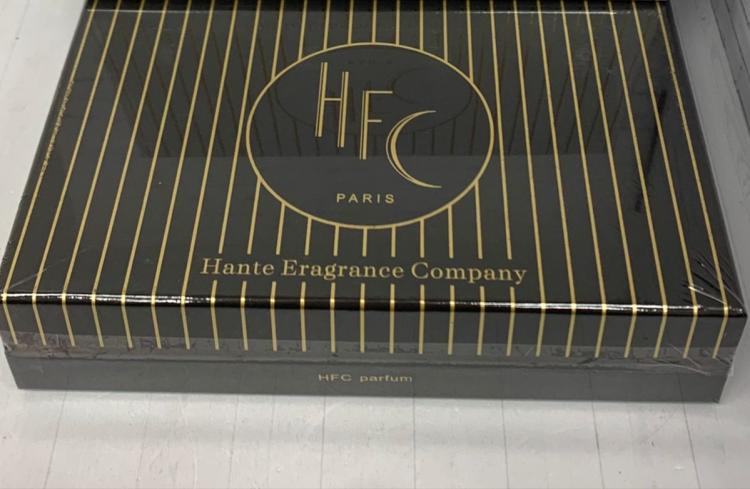 HFC
PARIS
Hante Eragrance Company
HFC parfum